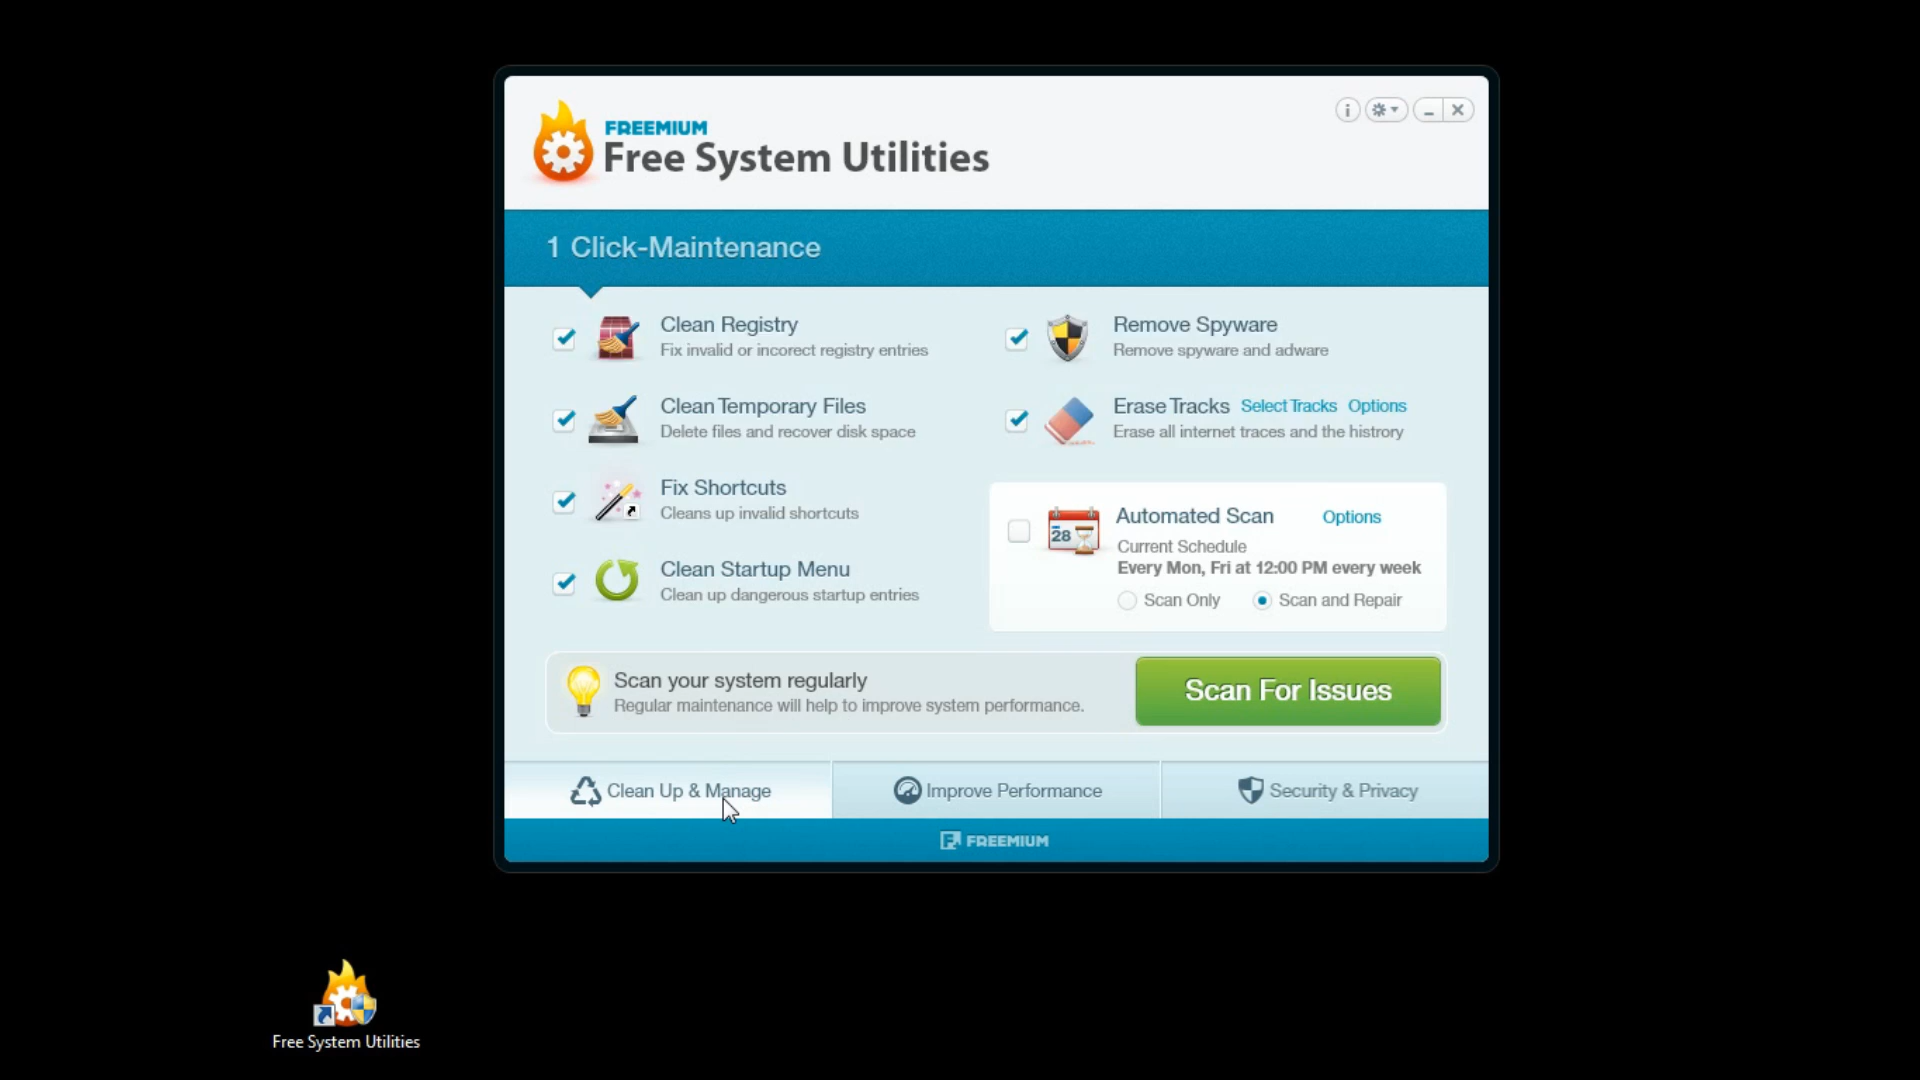 FREEMIUM
Free System Utilities
1 Click-Maintenance
Clean Registry
Fix invalid or incorect registry entries
Clean Temporary Files
Delete files and recover disk space
Fix Shortcuts
Cleans up invalid shortcuts
Clean Startup Menu
Clean up dangerous startup entries
Remove Spyware
Remove spyware and adware
Erase Tracks Select Tracks Options
Erase all internet traces and the histrory
28
Automated Scan Options
Current Schedule
Every Mon, Fri at 12:00 PM every week
Scan Only Scan and Repair
Scan your system regularly
Regular maintenance will help to improve system performance.
Scan For Issues
Clean Up & Manage Improve Performance Security & Privacy
FREEMIUM
Free System Utilities